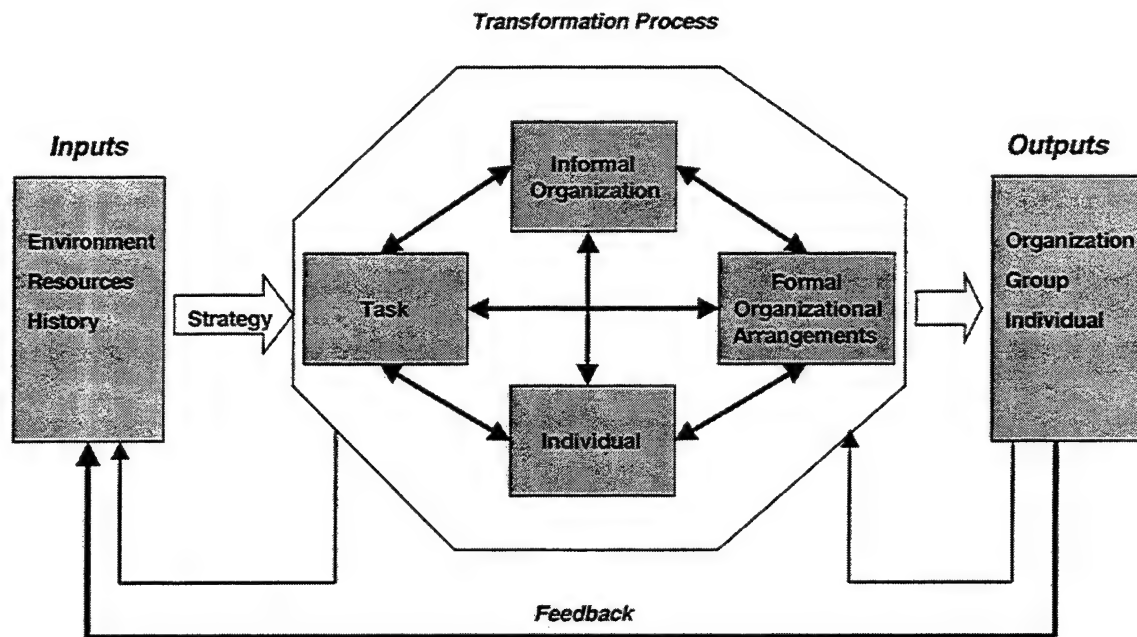 Transformation Process
Inputs
Environment
Resources
History
Strategy
Informal
Organization
Task
Formal
Organizational
Arrangements
Individual
Outputs
Organization
Group
Individual
Feedback